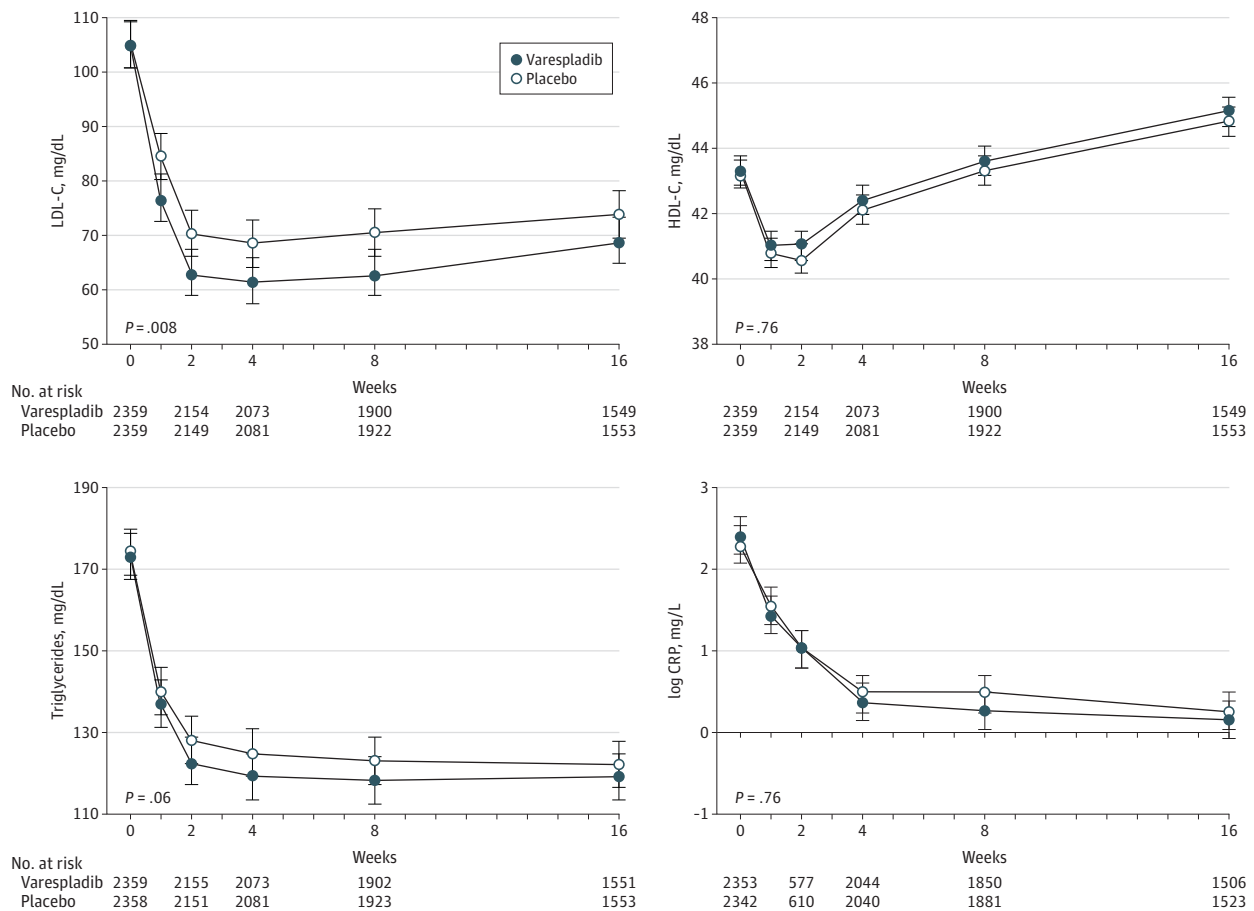 110
100
90
80
70
60
50
LDL-C, mg/dL
Varespladib
Placebo
P = .008
0 2 4 8 16
Weeks
No. at risk
Varespladib 2359 2154 2073 1900 1549
Placebo 2359 2149 2081 1922 1553
48
46
44
42
40
38
HDL-C, mg/dL
P = .76
0 2 4 8 16
Weeks
2359 2154 2073 1900 1549
2359 2149 2081 1922 1553
190
170
150
130
110
Triglycerides, mg/dL
P = .06
0 2 4 8 16
Weeks
No. at risk
Varespladib 2359 2155 2073 1902 1551
Placebo 2358 2151 2081 1923 1553
3
2
1
0
-1
log CRP, mg/L
P = .76
0 2 4 8 16
Weeks
2353 577 2044 1850 1506
2342 610 2040 1881 1523